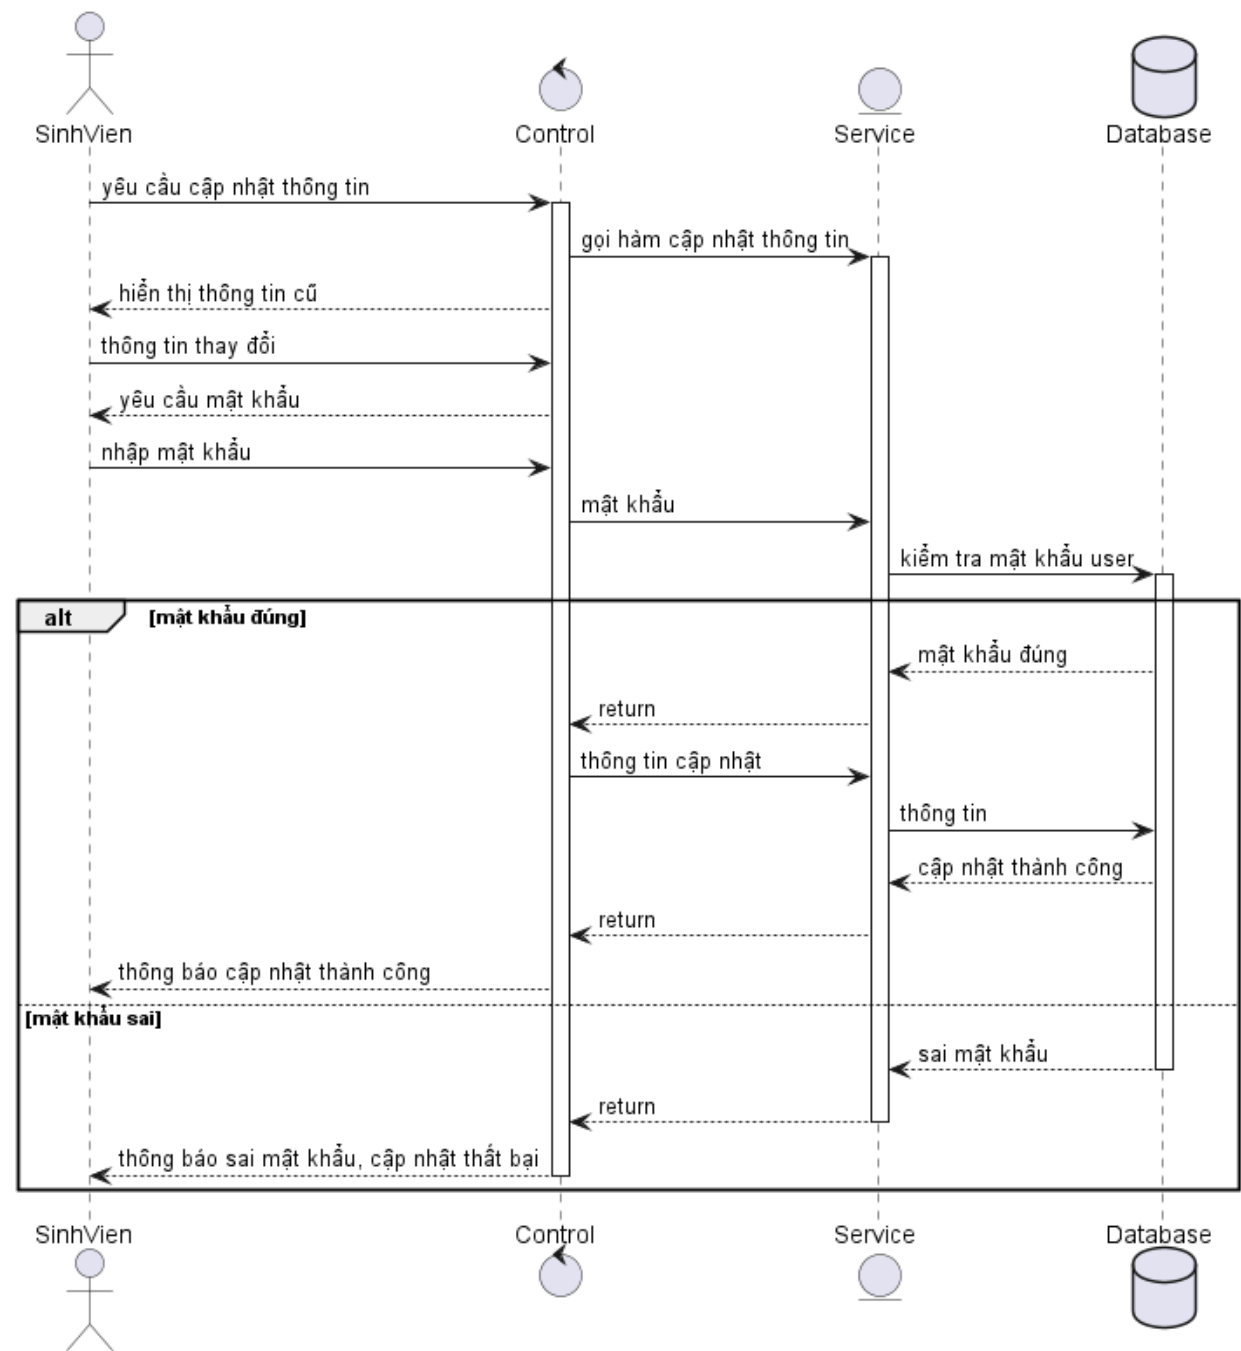 SinhVien
Control
Service
Database
yêu cầu cập nhật thông tin
gọi hàm cập nhật thông tin
hiển thị thông tin cũ
thông tin thay đổi
yêu cầu mật khẩu
nhập mật khẩu
mật khẩu
kiểm tra mật khẩu user
alt
[mật khẩu đúng]
mật khẩu đúng
return
thông tin cập nhật
thông tin
cập nhật thành công
return
thông báo cập nhật thành công
[mật khẩu sai]
sai mật khẩu
return
thông báo sai mật khẩu, cập nhật thất bại
SinhVien
Control
Service
Database